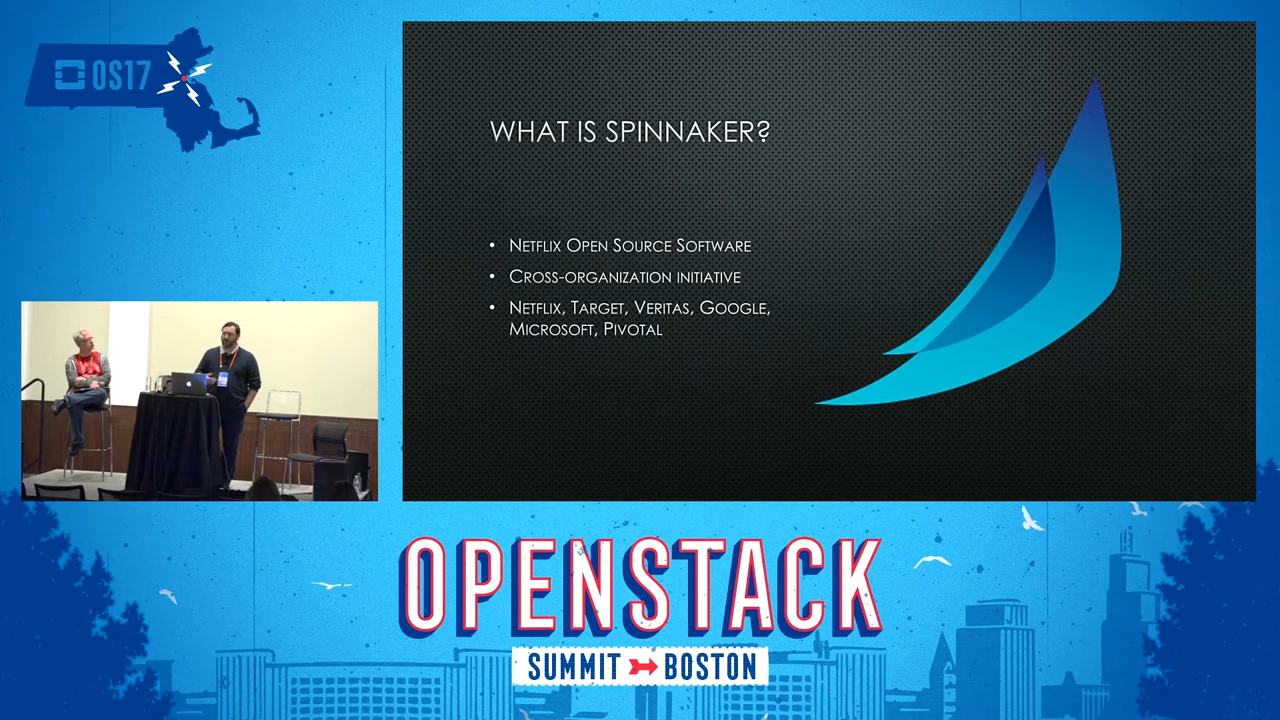 OS17
WHAT IS SPINNAKER?
• NETFLIX OPEN SOURCE SOFTWARE
• CROSS-ORGANIZATION INITIATIVE
• NETFLIX, TARGET, VERITAS, GOOGLE,
MICROSOFT, PIVOTAL
OPENSTACK
SUMMIT BOSTON